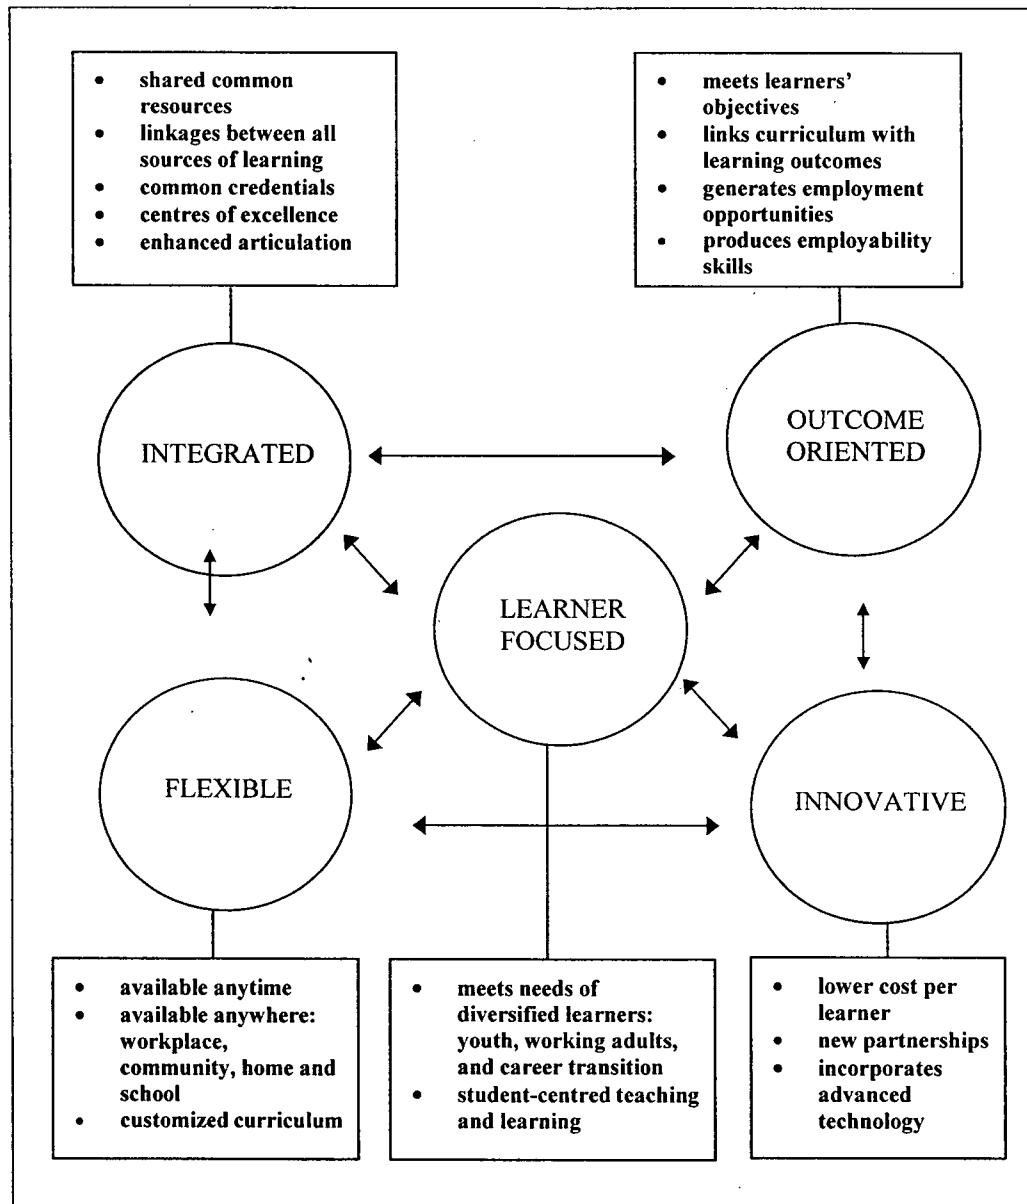 • shared common
resources
• linkages between all
sources of learning
• common credentials
• centres of excellence
• enhanced articulation
• meets learners'
objectives
• links curriculum with
learning outcomes
• generates employment
opportunities
• produces employability
skills
INTEGRATED
OUTCOME
ORIENTED
LEARNER
FOCUSED
FLEXIBLE
INNOVATIVE
• available anytime
• available anywhere:
workplace,
community, home and
school
• customized curriculum
• meets needs of
diversified learners:
youth, working adults,
and career transition
• student-centred teaching
and learning
• lower cost per
learner
• new partnerships
• incorporates
advanced
technology